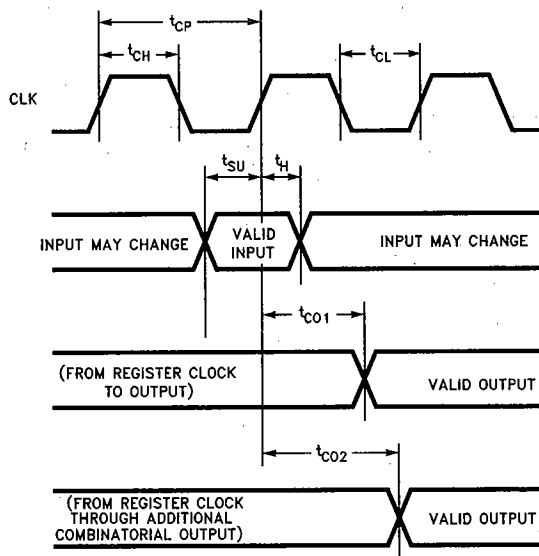 tCP
tCH
tCL
CLK
tSU
tH
INPUT MAY CHANGE
VALID
INPUT
INPUT MAY CHANGE
tCO1
(FROM REGISTER CLOCK
TO OUTPUT)
VALID OUTPUT
tCO2
(FROM REGISTER CLOCK
THROUGH ADDITIONAL
COMBINATORIAL OUTPUT)
VALID OUTPUT